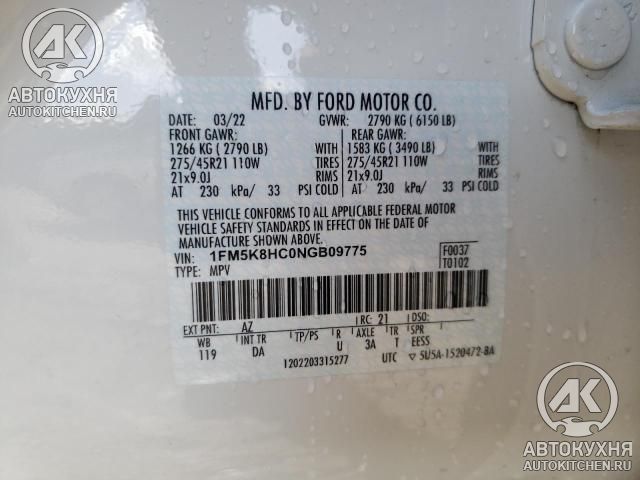 AK
АВТОКУХНЯ
AUTOKITCHEN.RU
MFD. BY FORD MOTOR CO.
DATE: 03/22 GVWR: 2790 KG ( 6150 LB)
FRONT GAWR: REAR GAWR:
1266 KG ( 2790 LB) WITH 1583 KG ( 3490 LB) WITH
275/45R21 110W TIRES 275/45R21 110W TIRES
21x9.0J RIMS 21x9.0J RIMS
AT 230 kPa/ 33 PSI COLD AT 230 kPa/ 33 PSI COLD
THIS VEHICLE CONFORMS TO ALL APPLICABLE FEDERAL MOTOR
VEHICLE SAFETY STANDARDS IN EFFECT ON THE DATE OF
MANUFACTURE SHOWN ABOVE.
VIN: 1FM5K8HC0NGB09775 F0037
TYPE: MPV T0102
EXT PNT: AZ RC: 21 DSO:
WB INT TR TP/PS R AXLE TR SPR
119 DA U 3A T EESS
1202203315277 UTC ▽ 5U5A-1520472-BA
AK
АВТОКУХНЯ
AUTOKITCHEN.RU